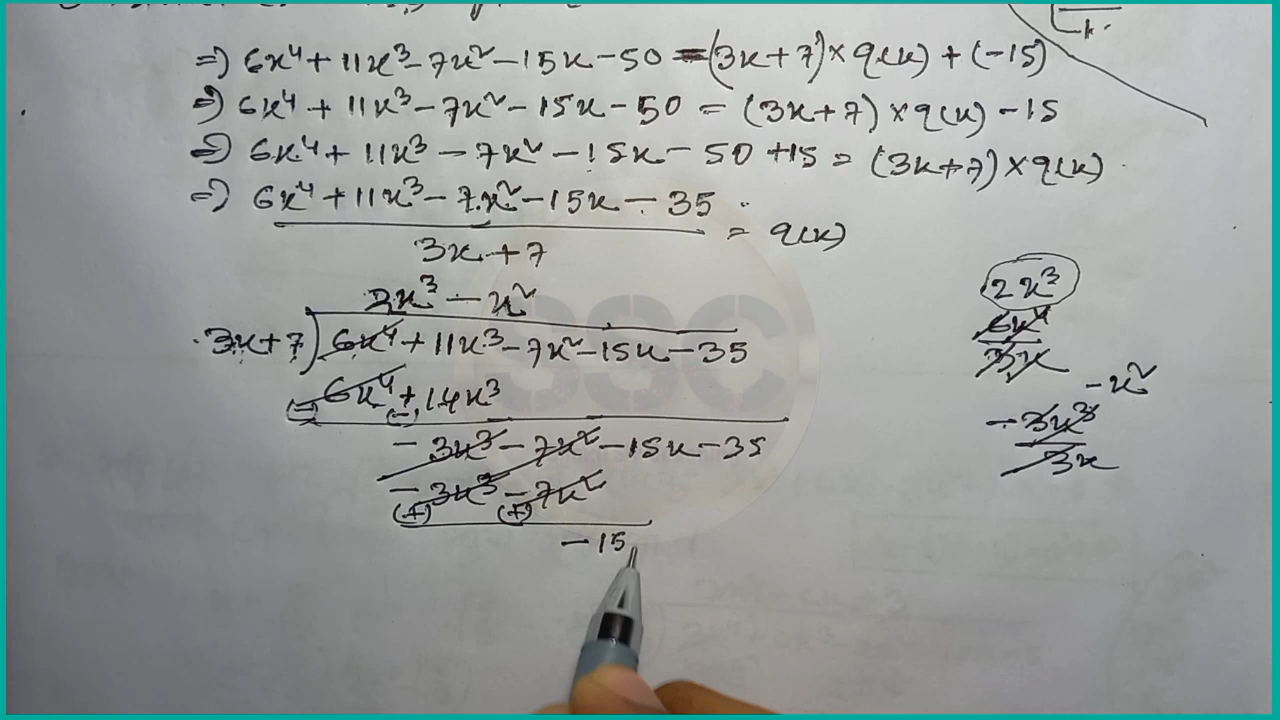 ⇒) 6x⁴ + 11x³ - 7x² - 15x - 50 = (3x + 7) × q(x) + (-15)
⇒) 6x⁴ + 11x³ - 7x² - 15x - 50 = (3x + 7) × q(x) - 15
⇒) 6x⁴ + 11x³ - 7x² - 15x - 50 + 15 = (3x + 7) × q(x)
⇒) 6x⁴ + 11x³ - 7x² - 15x - 35
= q(x)
3x + 7
2x³ - x²
3x + 7 ) 6x⁴ + 11x³ - 7x² - 15x - 35
6x⁴ + 14x³
(-) (-)
- 3x³ - 7x² - 15x - 35
- 3x³ - 7x²
(+) (+)
- 15
2x³
6x⁴
3x
- x²
- 3x³
3x
SSC